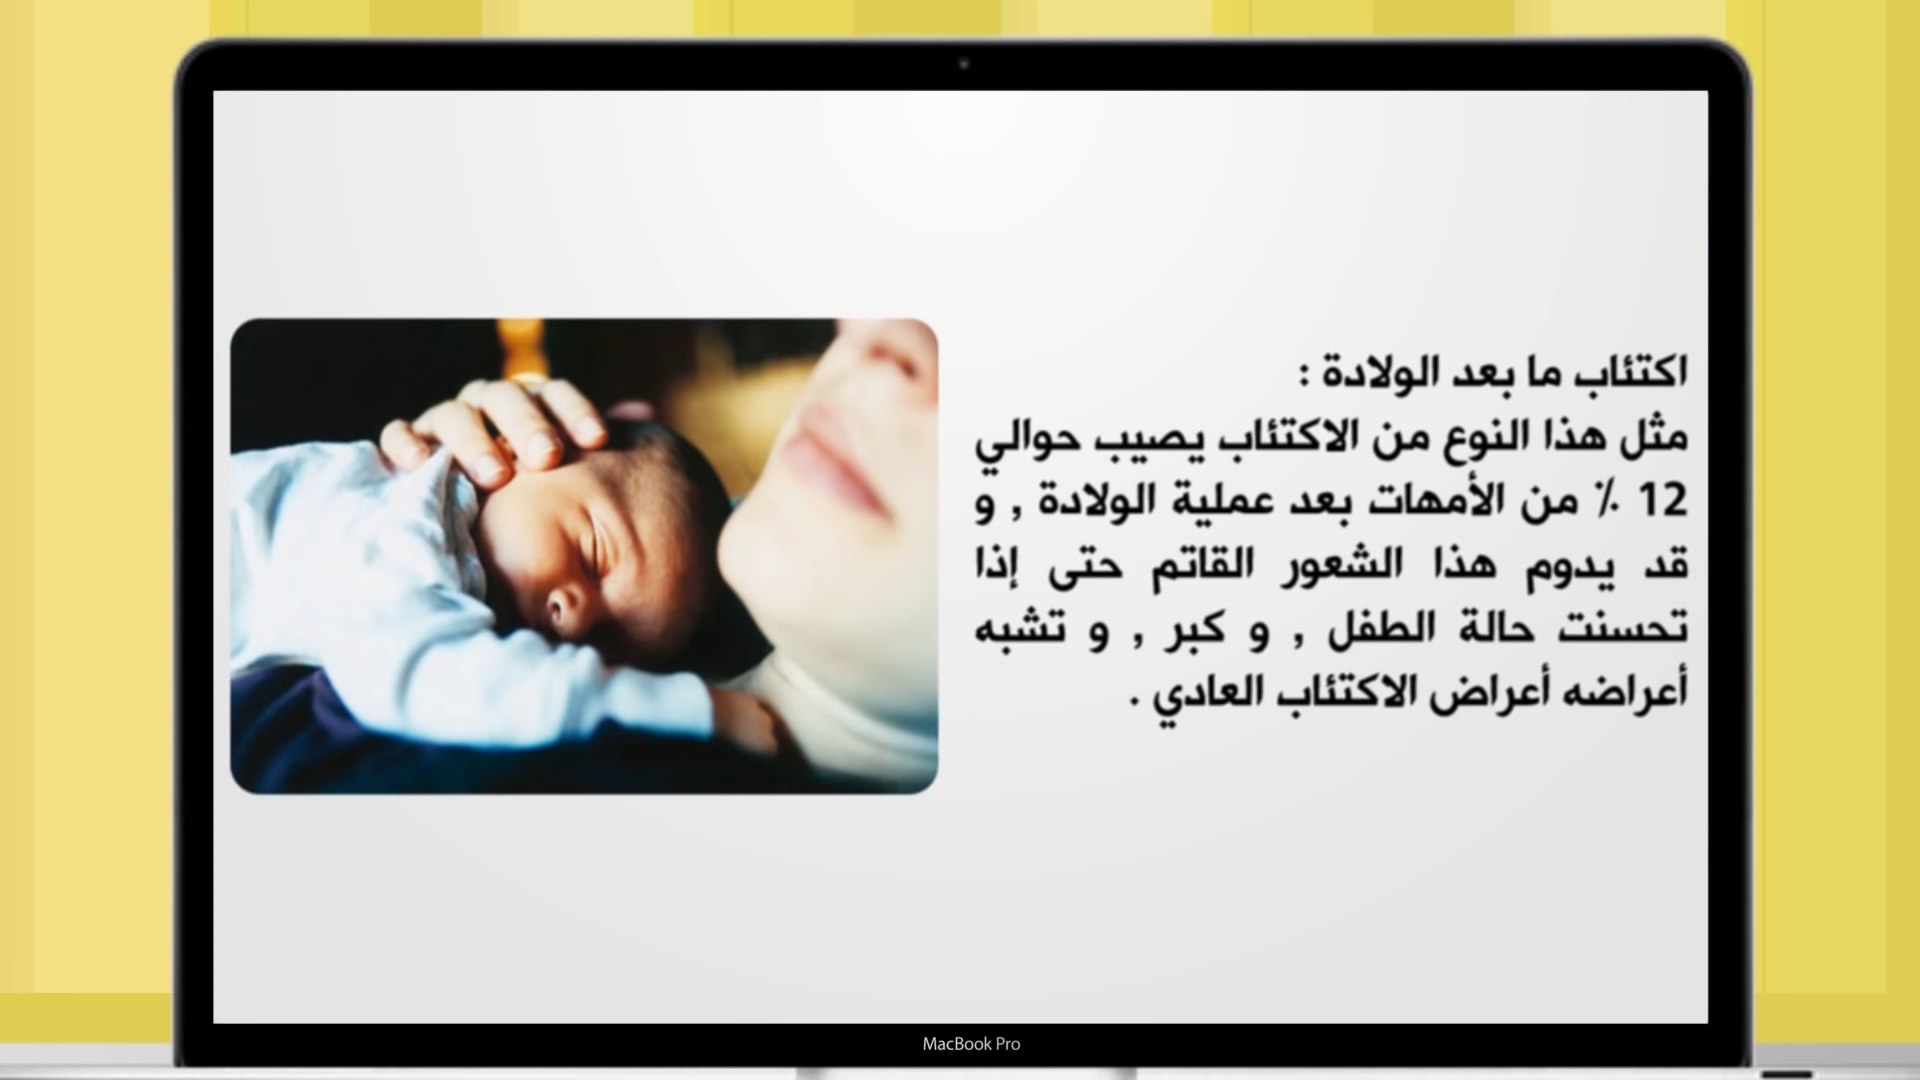 اكتئاب ما بعد الولادة :
مثل هذا النوع من الاكتئاب يصيب حوالي
12 ٪ من الأمهات بعد عملية الولادة , و
قد يدوم هذا الشعور القاتم حتى إذا
تحسنت حالة الطفل , و كبر , و تشبه
أعراضه أعراض الاكتئاب العادي .
MacBook Pro